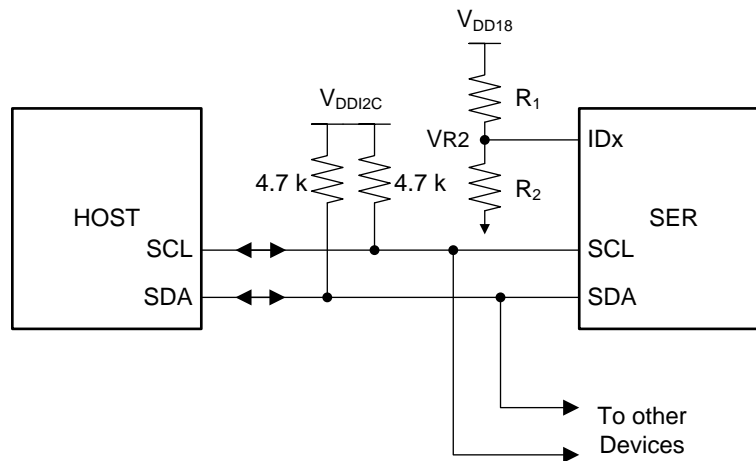 VDD18
VDDI2C
R1
VR2
IDx
4.7 k
4.7 k
R2
HOST
SER
SCL
SCL
SDA
SDA
To other
Devices